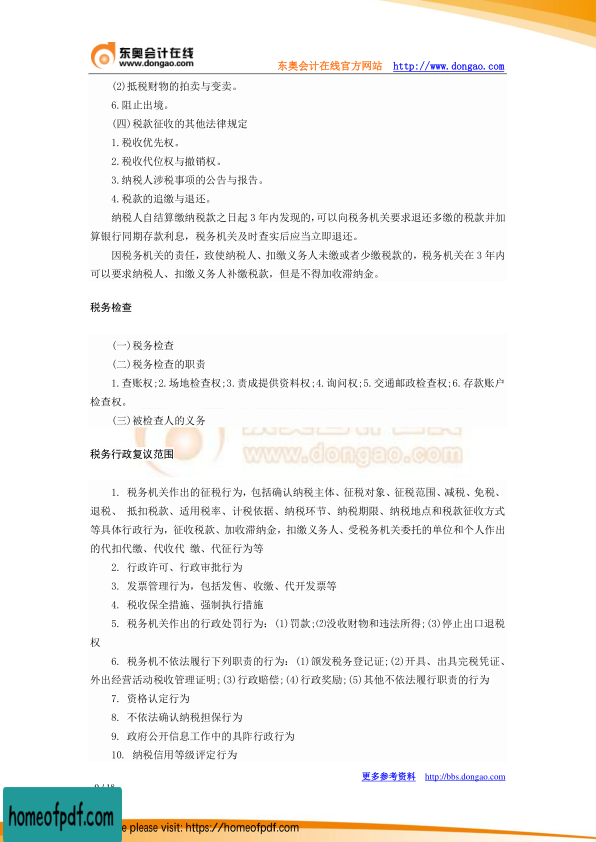 东奥会计在线
www.dongao.com
东奥会计在线官方网站 http://www.dongao.com
(2)抵税财物的拍卖与变卖。
6.阻止出境。
(四)税款征收的其他法律规定
1.税收优先权。
2.税收代位权与撤销权。
3.纳税人涉税事项的公告与报告。
4.税款的追缴与退还。
纳税人自结算缴纳税款之日起 3 年内发现的,可以向税务机关要求退还多缴的税款并加
算银行同期存款利息，税务机关及时查实后应当立即退还。
因税务机关的责任，致使纳税人、扣缴义务人未缴或者少缴税款的，税务机关在 3 年内
可以要求纳税人、扣缴义务人补缴税款，但是不得加收滞纳金。
税务检查
(一)税务检查
(二)税务检查的职责
1.查账权;2.场地检查权;3.责成提供资料权;4.询问权;5.交通邮政检查权;6.存款账户
检查权。
(三)被检查人的义务
www.dongao.com
税务行政复议范围
1. 税务机关作出的征税行为，包括确认纳税主体、征税对象、征税范围、减税、免税、
退税、 抵扣税款、适用税率、计税依据、纳税环节、纳税期限、纳税地点和税款征收方式
等具体行政行为，征收税款、加收滞纳金，扣缴义务人、受税务机关委托的单位和个人作出
的代扣代缴、代收代 缴、代征行为等
2. 行政许可、行政审批行为
3. 发票管理行为，包括发售、收缴、代开发票等
4. 税收保全措施、强制执行措施
5. 税务机关作出的行政处罚行为：(1)罚款;⑵没收财物和违法所得;(3)停止出口退税
权
6. 税务机不依法履行下列职责的行为：(1)颁发税务登记证;(2)开具、出具完税凭证、
外出经营活动税收管理证明;(3)行政赔偿;(4)行政奖励;(5)其他不依法履行职责的行为
7. 资格认定行为
8. 不依法确认纳税担保行为
9. 政府公开信息工作中的具阵行政行为
10. 纳税信用等级评定行为
更多参考资料 http://bbs.dongao.com
9 / 18
homeofpdf.com
e please visit: https://homeofpdf.com